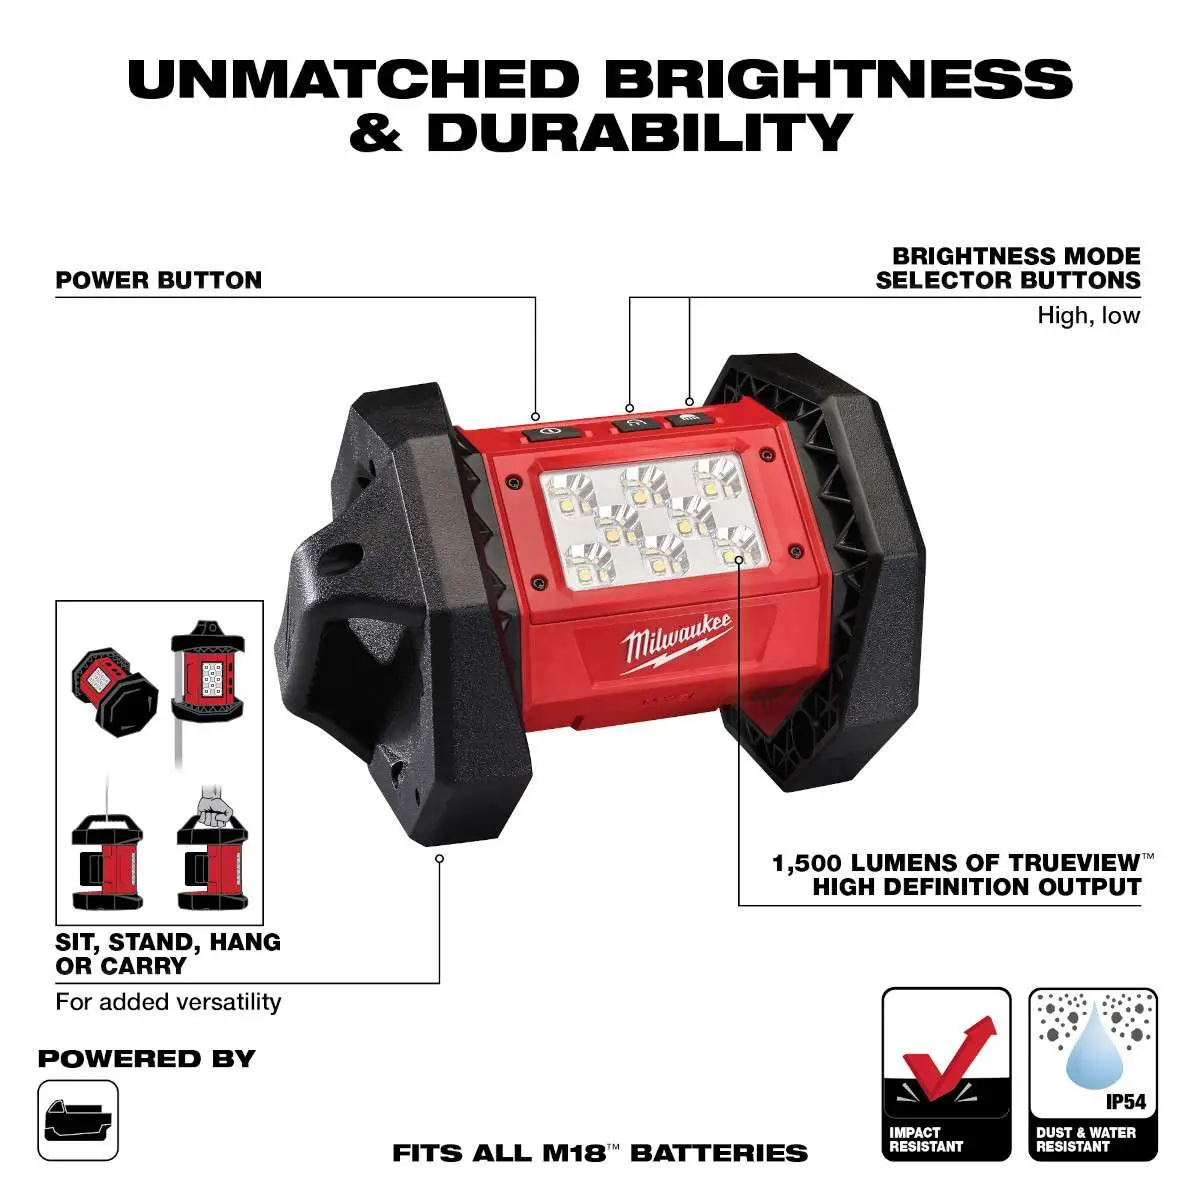 UNMATCHED BRIGHTNESS
& DURABILITY
POWER BUTTON
BRIGHTNESS MODE
SELECTOR BUTTONS
High, low
Milwaukee
1,500 LUMENS OF TRUEVIEW™
HIGH DEFINITION OUTPUT
SIT, STAND, HANG
OR CARRY
For added versatility
POWERED BY
FITS ALL M18™ BATTERIES
IMPACT
RESISTANT
IP54
DUST & WATER
RESISTANT